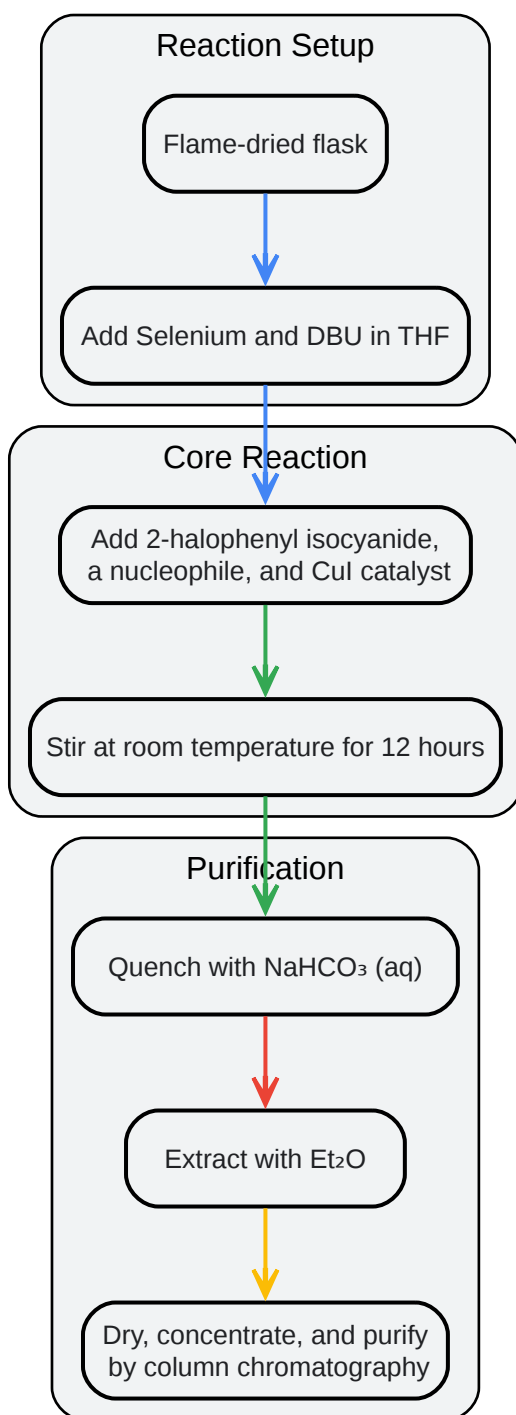 Reaction Setup
Flame-dried flask
Add Selenium and DBU in THF
Core Reaction
Add 2-halophenyl isocyanide,
a nucleophile, and CuI catalyst
Stir at room temperature for 12 hours
Purification
Quench with NaHCO₃ (aq)
Extract with Et₂O
Dry, concentrate, and purify
by column chromatography